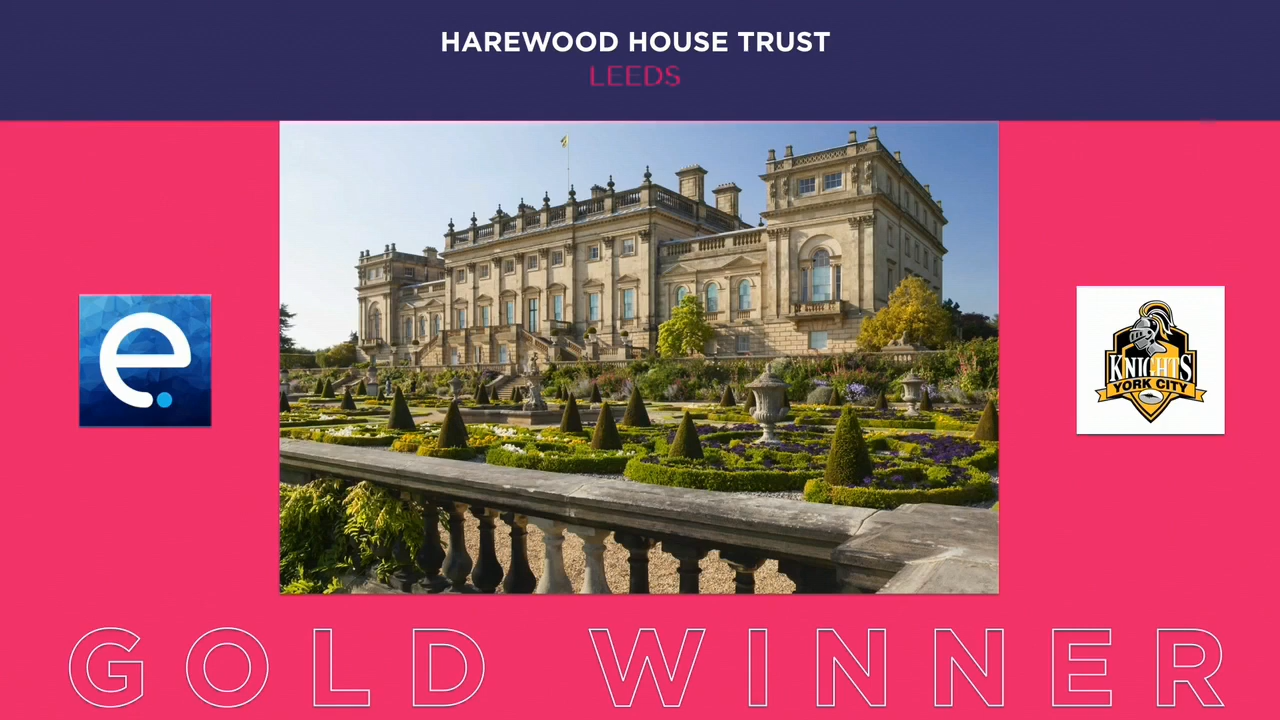 HAREWOOD HOUSE TRUST
LEEDS
e.
KNIGHTS
YORK CITY
GOLD WINNER